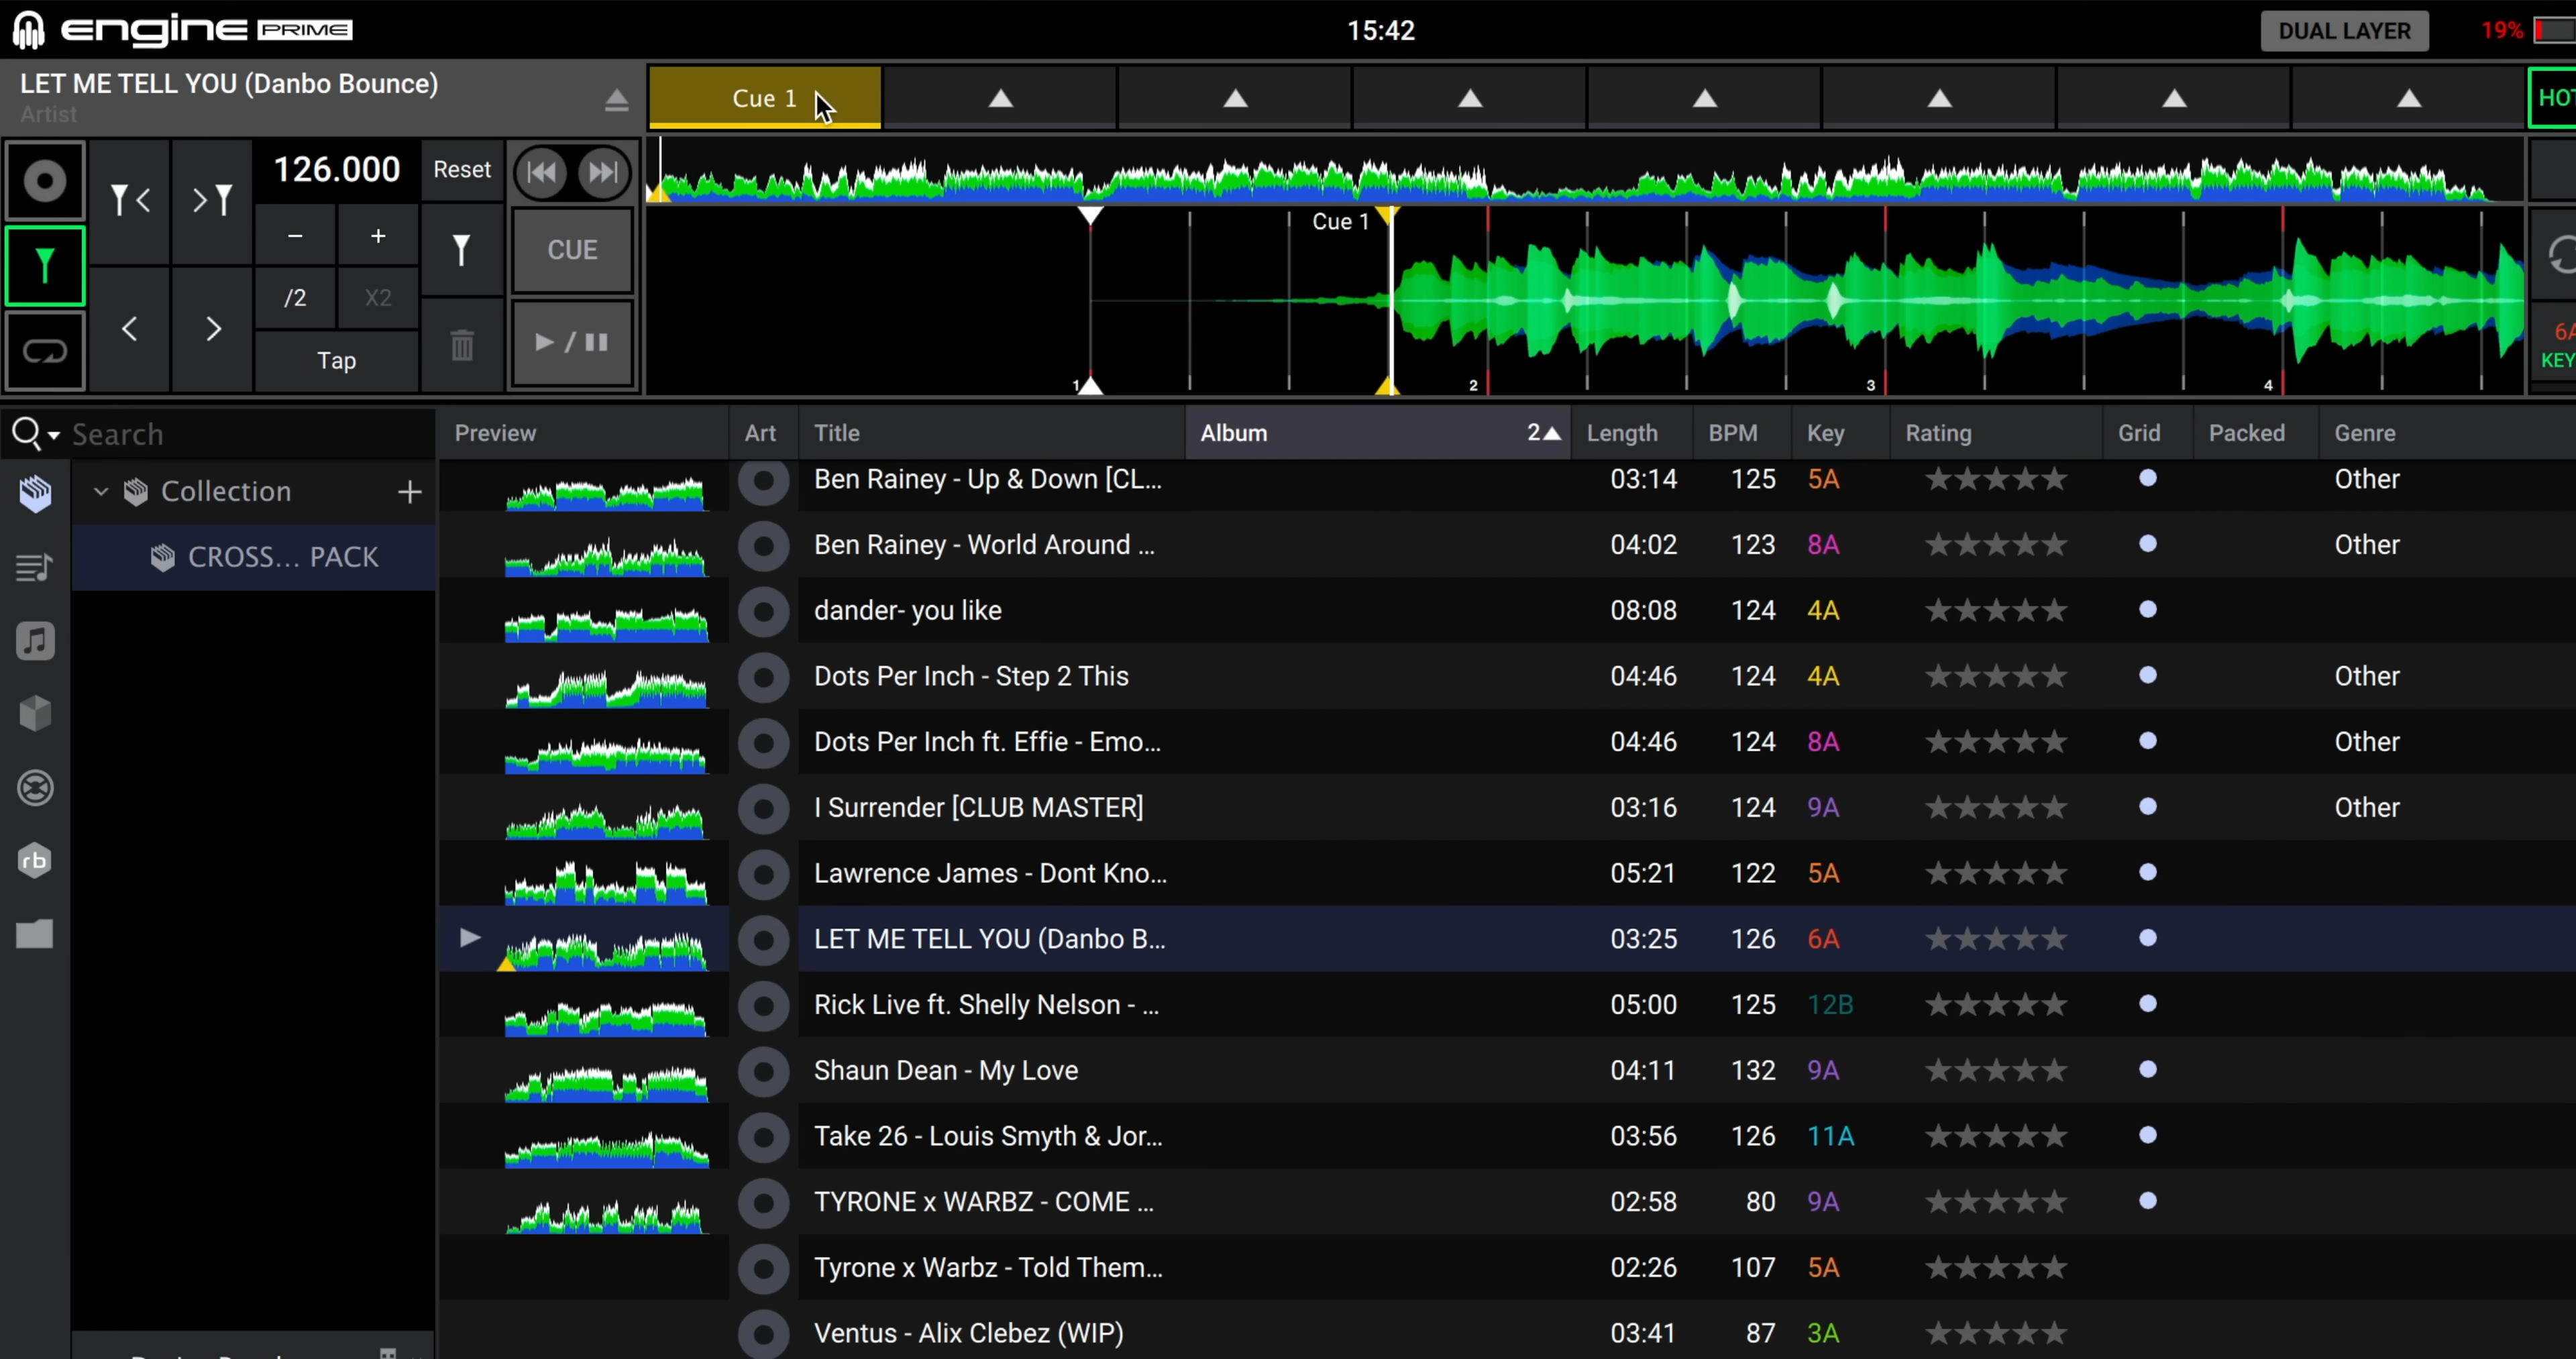 engine PRIME
15:42
DUAL LAYER
19%
LET ME TELL YOU (Danbo Bounce)
Artist
Cue 1
HOT
126.000
Reset
-
+
/2
X2
Tap
CUE
Cue 1
1
2
3
4
6A
KEY
Search
Preview Art Title Album 2 Length BPM Key Rating Grid Packed Genre
Collection +
CROSS... PACK
rb
Ben Rainey - Up & Down [CL... 03:14 125 5A Other
Ben Rainey - World Around ... 04:02 123 8A Other
dander- you like 08:08 124 4A
Dots Per Inch - Step 2 This 04:46 124 4A Other
Dots Per Inch ft. Effie - Emo... 04:46 124 8A Other
I Surrender [CLUB MASTER] 03:16 124 9A Other
Lawrence James - Dont Kno... 05:21 122 5A
LET ME TELL YOU (Danbo B... 03:25 126 6A
Rick Live ft. Shelly Nelson - ... 05:00 125 12B
Shaun Dean - My Love 04:11 132 9A
Take 26 - Louis Smyth & Jor... 03:56 126 11A
TYRONE x WARBZ - COME ... 02:58 80 9A
Tyrone x Warbz - Told Them... 02:26 107 5A
Ventus - Alix Clebez (WIP) 03:41 87 3A